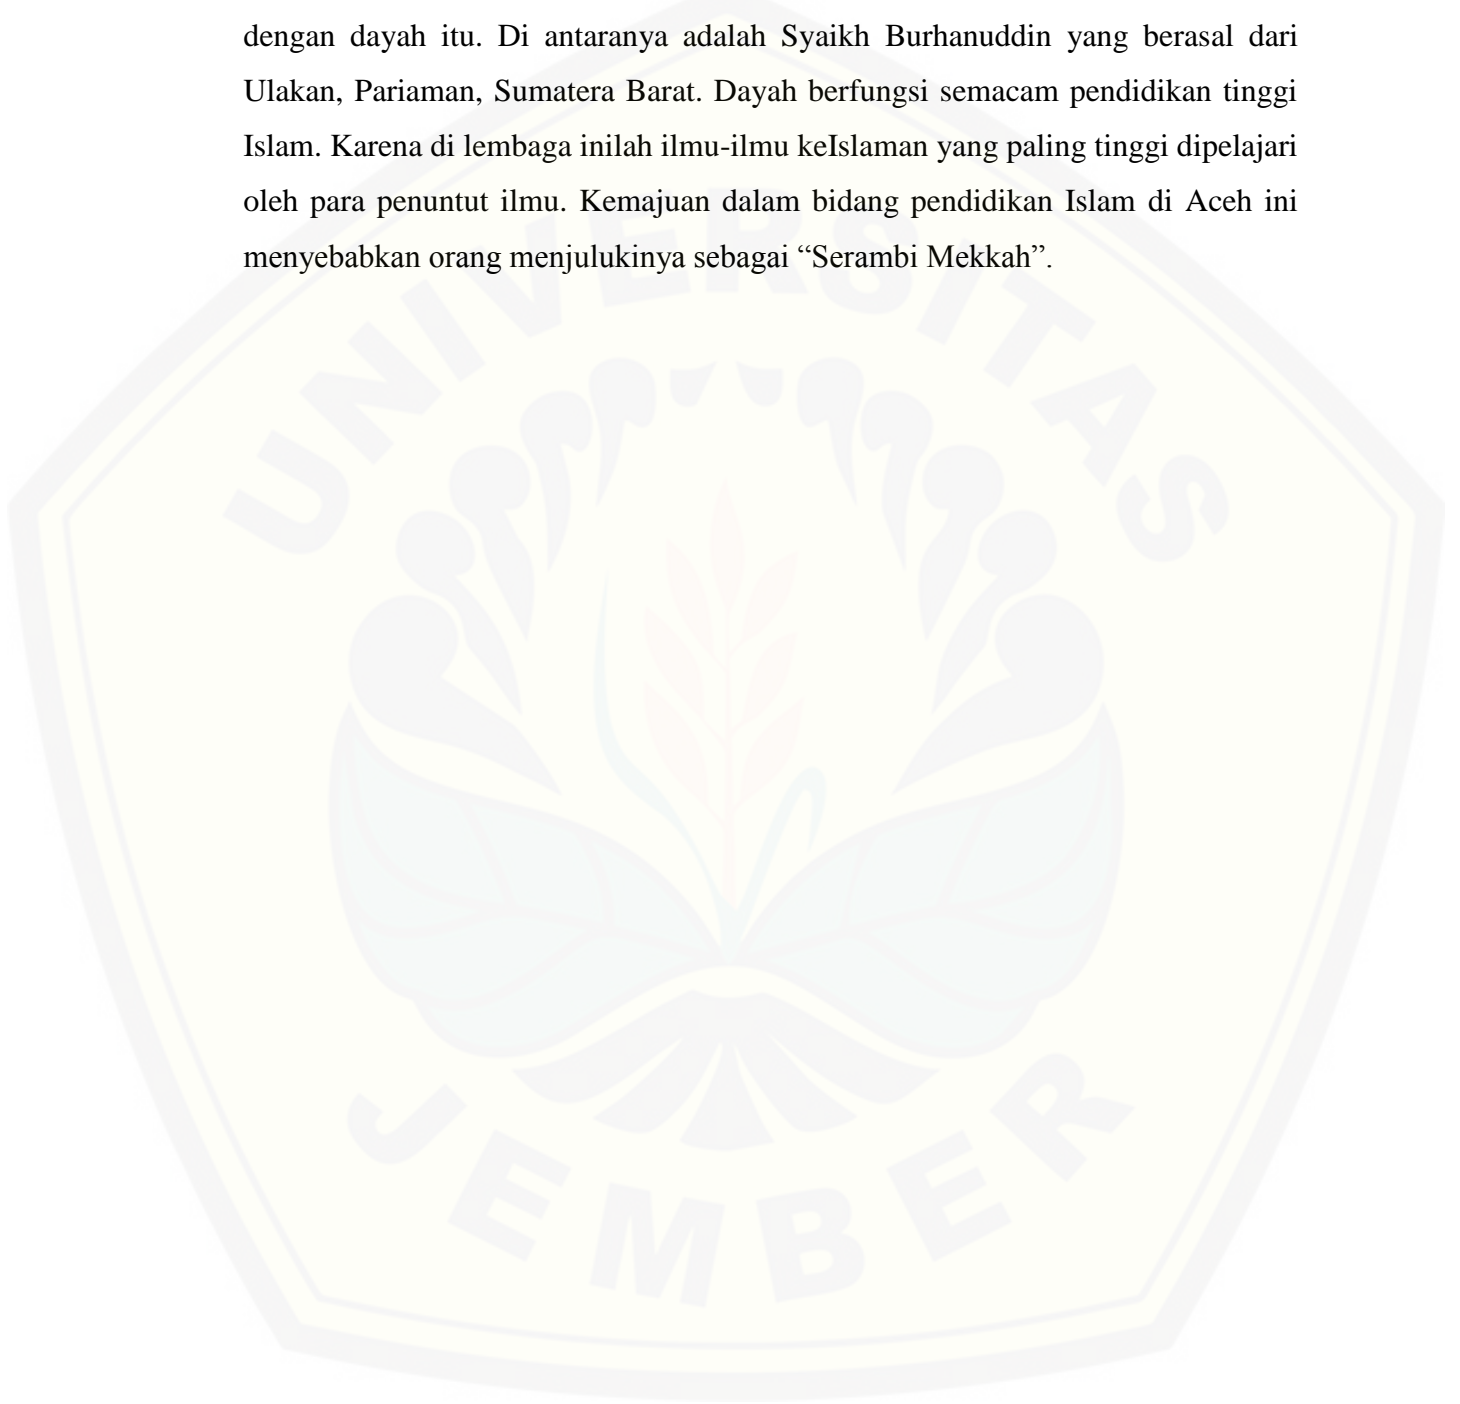 dengan dayah itu. Di antaranya adalah Syaikh Burhanuddin yang berasal dari
Ulakan, Pariaman, Sumatera Barat. Dayah berfungsi semacam pendidikan tinggi
Islam. Karena di lembaga inilah ilmu-ilmu keIslaman yang paling tinggi dipelajari
oleh para penuntut ilmu. Kemajuan dalam bidang pendidikan Islam di Aceh ini
menyebabkan orang menjulukinya sebagai “Serambi Mekkah”.
UNIVERSITAS
JEMBER